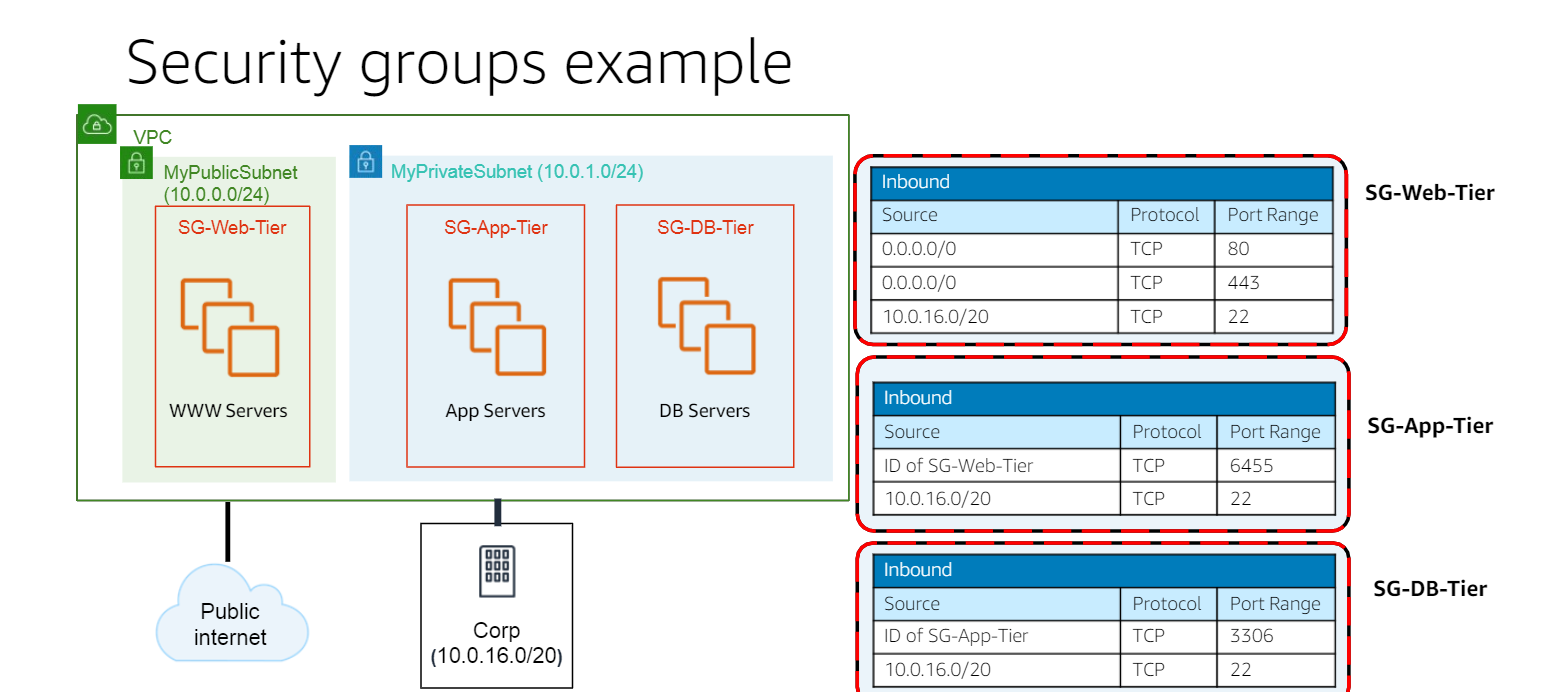 Security groups example
VPC
MyPublicSubnet
(10.0.0.0/24)
SG-Web-Tier
WWW Servers
MyPrivateSubnet (10.0.1.0/24)
SG-App-Tier
App Servers
SG-DB-Tier
DB Servers
Public
internet
Corp
(10.0.16.0/20)
Inbound
Source Protocol Port Range
0.0.0.0/0 TCP 80
0.0.0.0/0 TCP 443
10.0.16.0/20 TCP 22
SG-Web-Tier
Inbound
Source Protocol Port Range
ID of SG-Web-Tier TCP 6455
10.0.16.0/20 TCP 22
SG-App-Tier
Inbound
Source Protocol Port Range
ID of SG-App-Tier TCP 3306
10.0.16.0/20 TCP 22
SG-DB-Tier